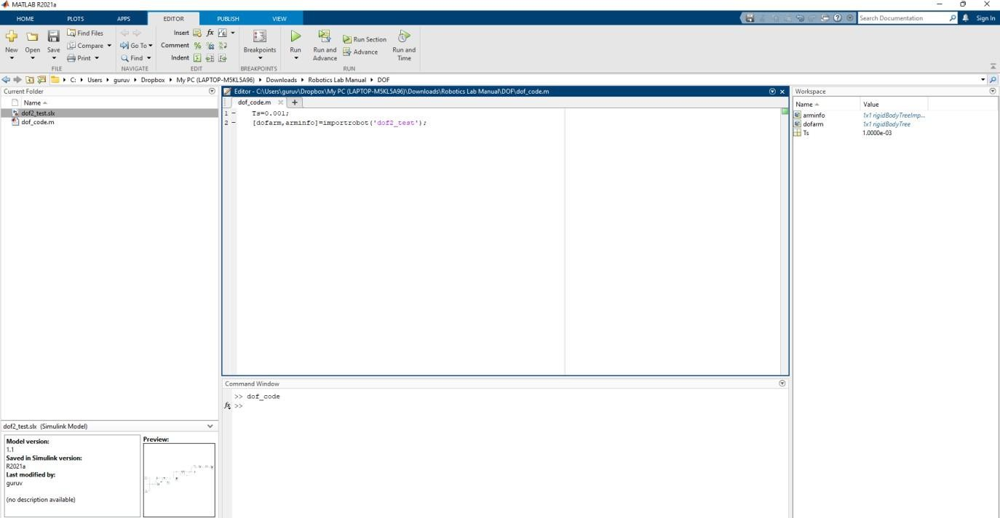 MATLAB R2021a
HOME PLOTS APPS EDITOR PUBLISH VIEW
Search Documentation
Sign In
New Open Save
Find Files
Compare
Print
FILE
Go To
Find
NAVIGATE
Insert fx
Comment
Indent
EDIT
Breakpoints
BREAKPOINTS
Run
Run and Advance
Run Section
Advance
Run and Time
RUN
C: Users guruv Dropbox My PC (LAPTOP-M5KL5A96) Downloads Robotics Lab Manual DOF
Current Folder
Name
dof2_test.slx
dof_code.m
Editor - C:\Users\guruv\Dropbox\My PC (LAPTOP-M5KL5A96)\Downloads\Robotics Lab Manual\DOF\dof_code.m
dof_code.m
1 - Ts=0.001;
2 - [dofarm,arminfo]=importrobot('dof2_test');
Workspace
Name Value
arminfo 1x1 rigidBodyTreeImp...
dofarm 1x1 rigidBodyTree
Ts 1.0000e-03
Command Window
>> dof_code
fx >>
dof2_test.slx (Simulink Model)
Model version:
1.1
Saved in Simulink version:
R2021a
Last modified by:
guruv
(no description available)
Preview: